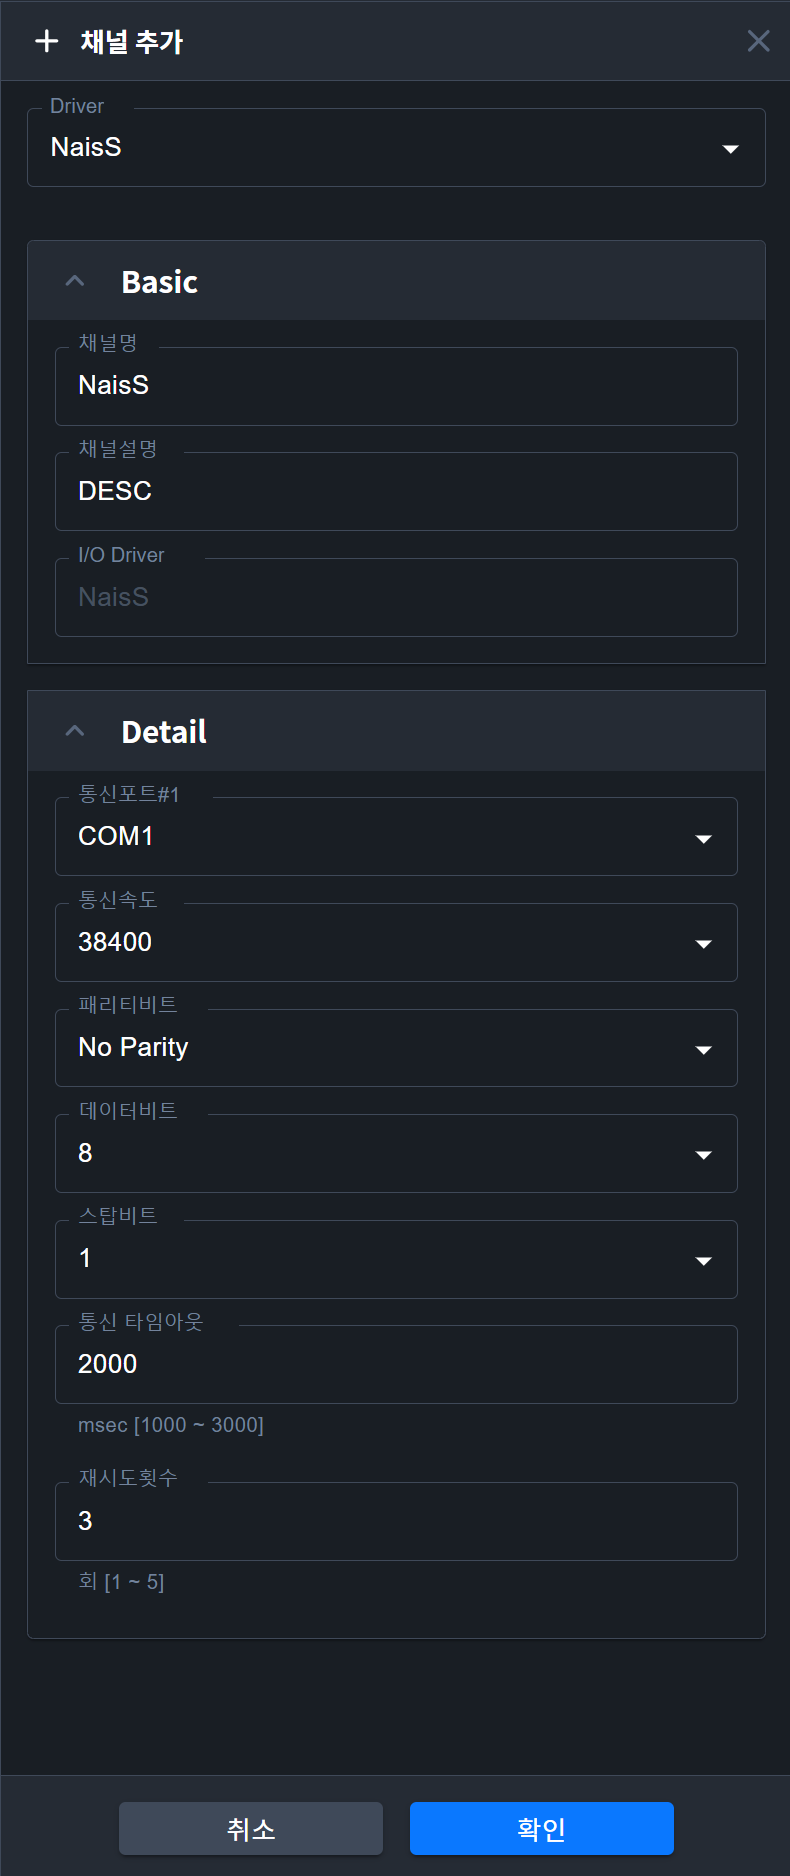 채널 추가
Driver
NaisS
Basic
채널명
NaisS
채널설명
DESC
I/O Driver
NaisS
Detail
통신포트#1
COM1
통신속도
38400
패리티비트
No Parity
데이터비트
8
스탑비트
1
통신 타임아웃
2000
msec [1000 ~ 3000]
재시도횟수
3
회 [1 ~ 5]
취소 확인